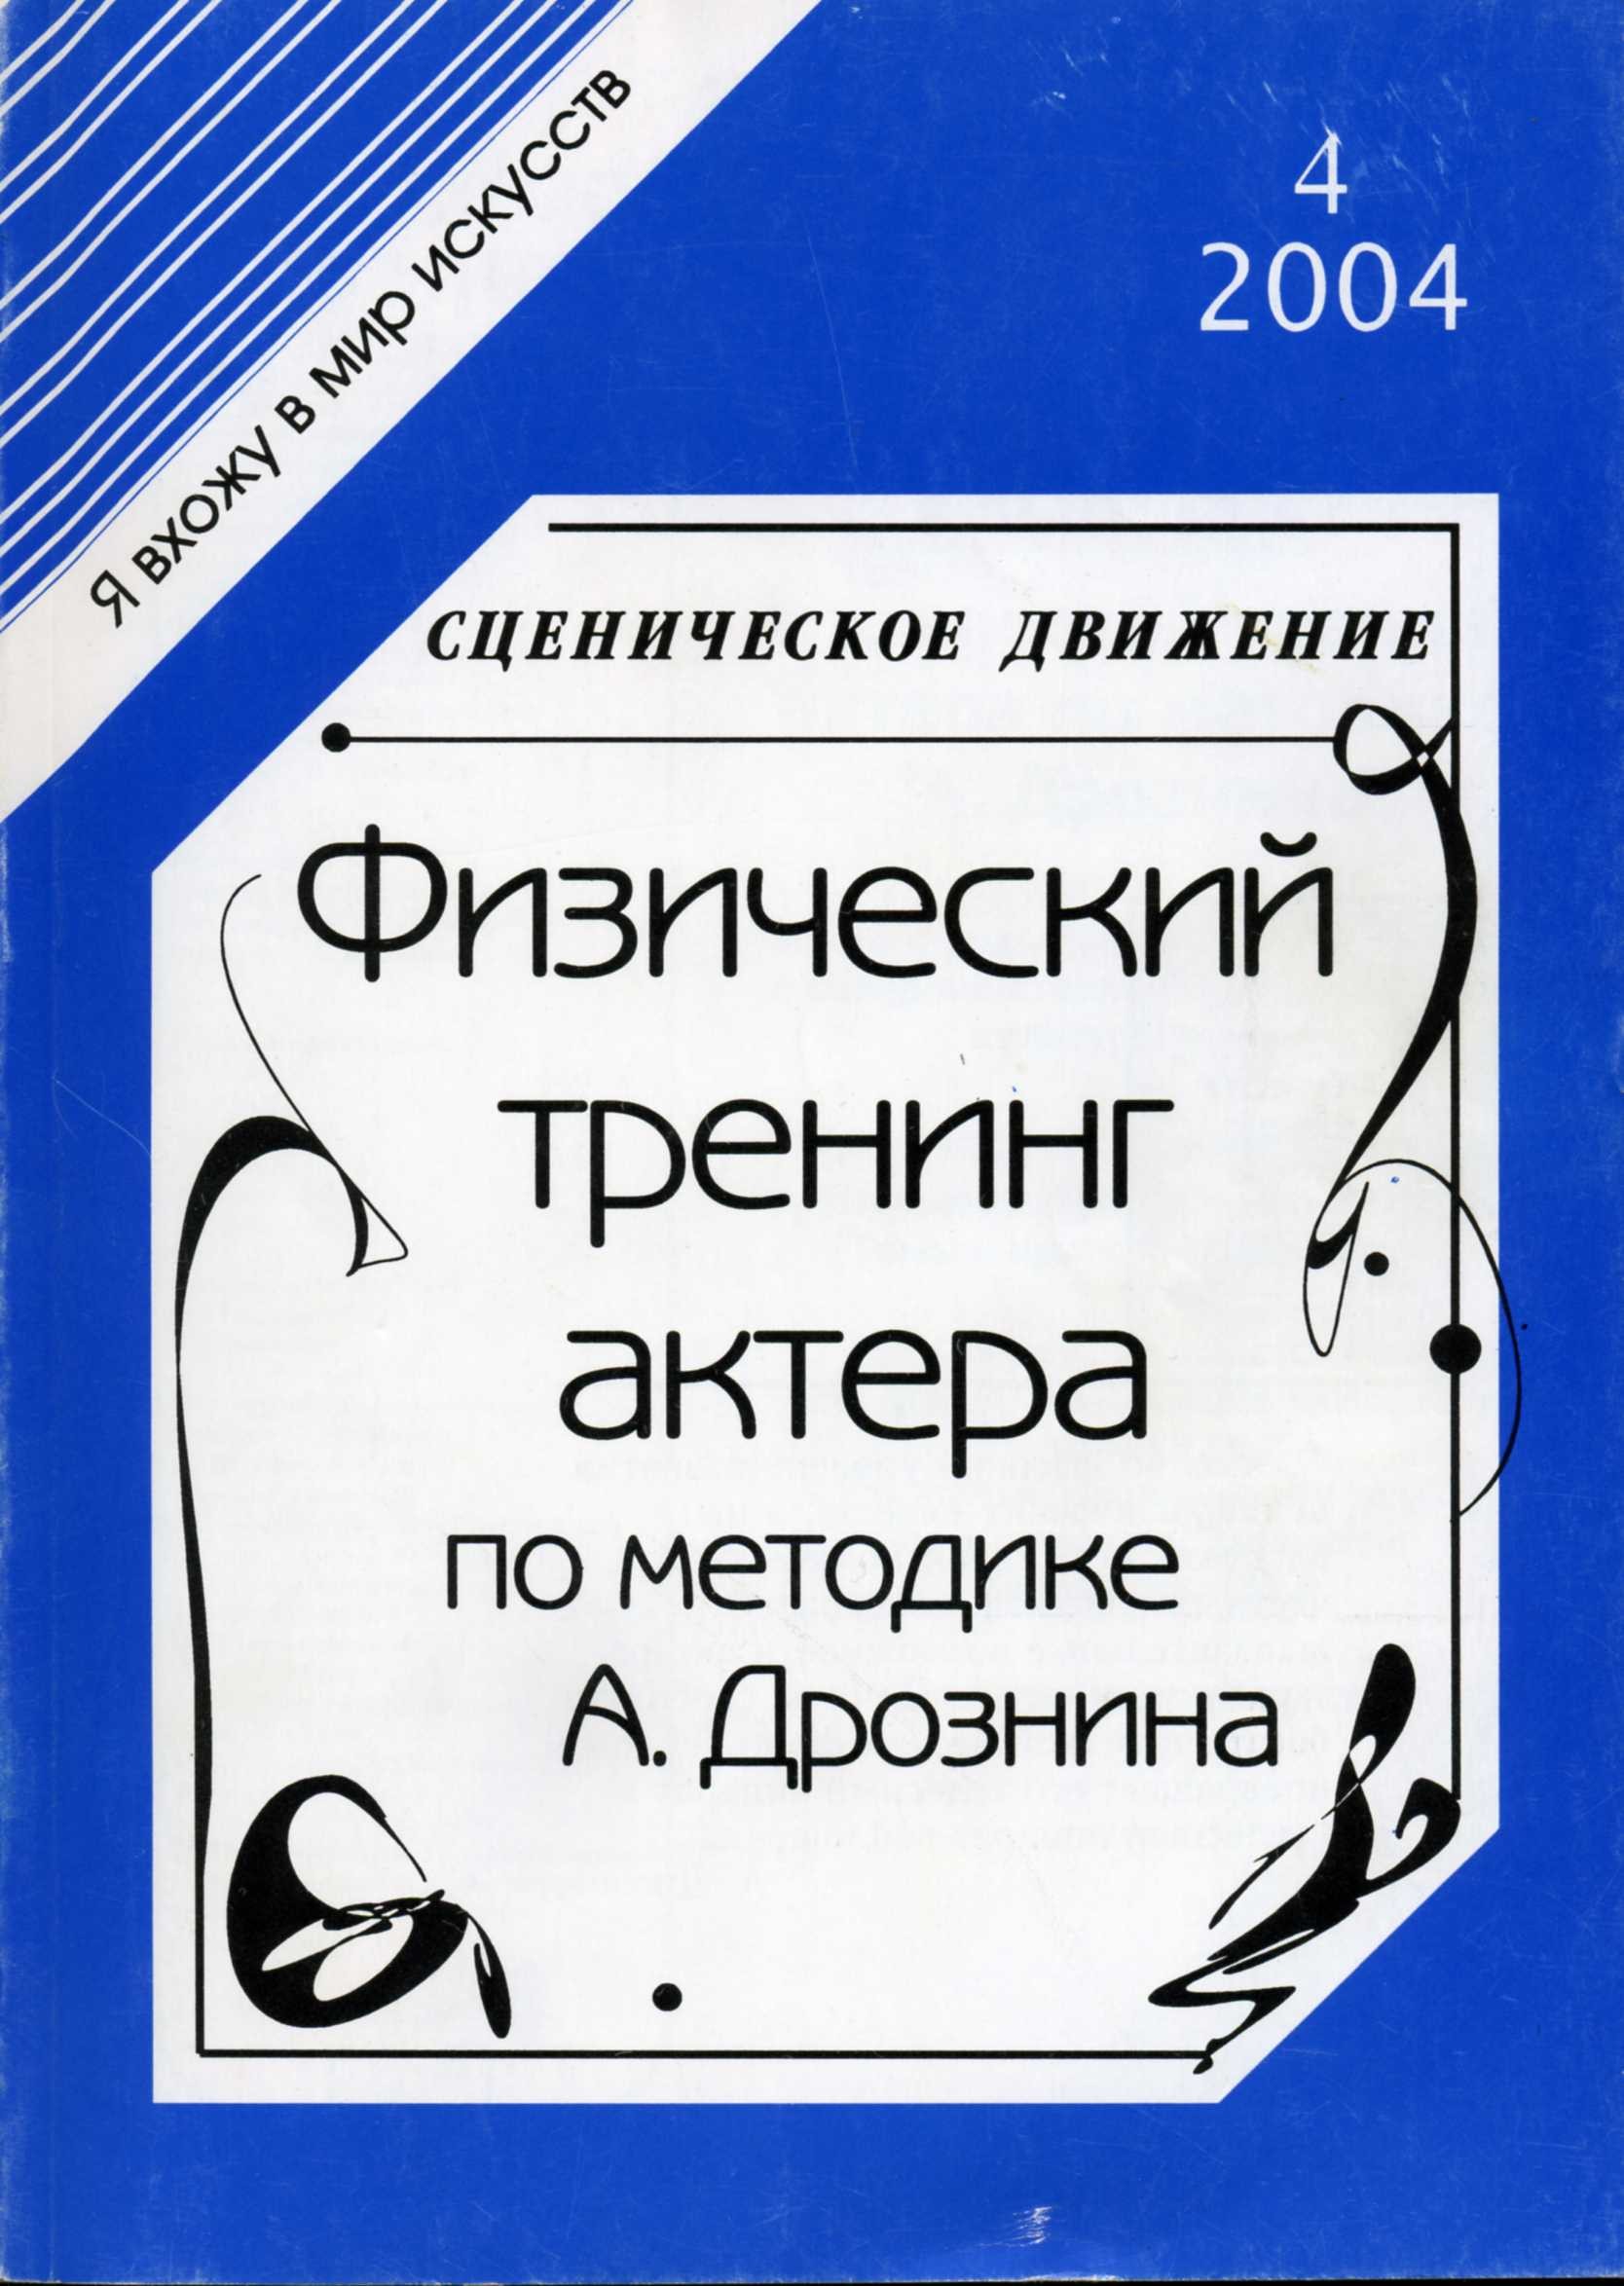 Я вхожу в мир искусств
4
2004
СЦЕНИЧЕСКОЕ ДВИЖЕНИЕ
Физический
тренинг
актера
по методике
А. Дрознина